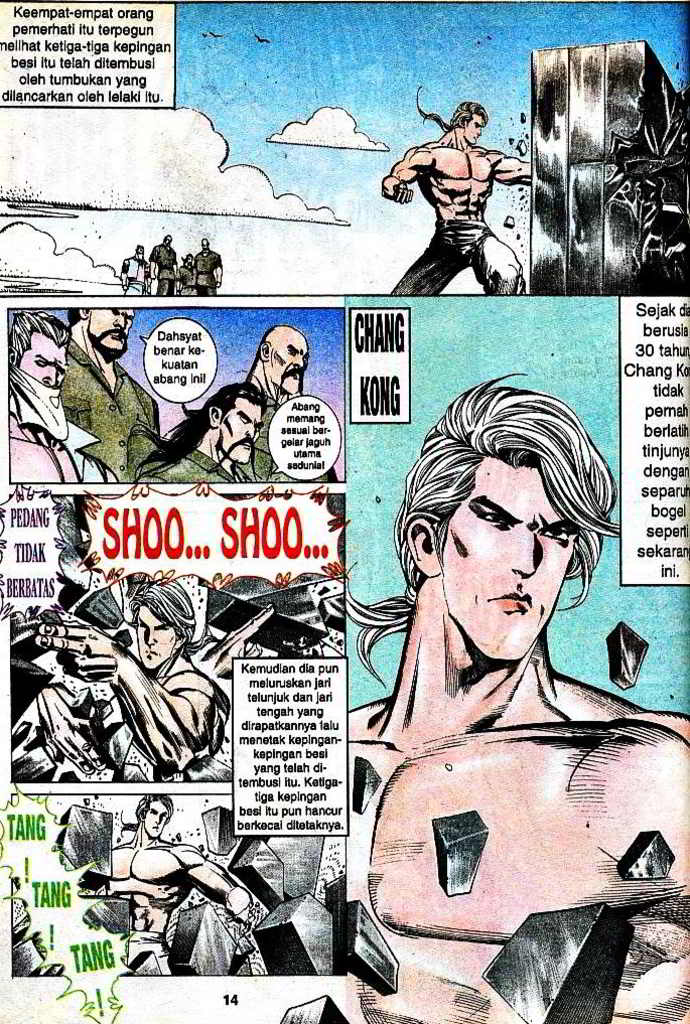 Keempat-empat orang
pemerhati itu terpegun
melihat ketiga-tiga kepingan
besi itu telah ditembusi
oleh tumbukan yang
dilancarkan oleh lelaki itu.
Dahsyat
benar ke-
kuatan
abang ini!
Abang
memang
sesuai ber-
gelar jaguh
utama
sedunia!
CHANG
KONG
Sejak dia
berusia
30 tahun
Chang Kong
tidak
pernah
berlatih
tinjunya
dengan
separuh
bogel
seperti
sekarang
ini.
PEDANG
TIDAK
BERBATAS
SHOO... SHOO...
Kemudian dia pun
meluruskan jari
telunjuk dan jari
tengah yang
dirapatkannya lalu
menetak kepingan-
kepingan besi
yang telah di-
tembusi itu. Ketiga-
tiga kepingan
besi itu pun hancur
berkecai ditetaknya.
TANG
!
TANG
!
TANG
!
14